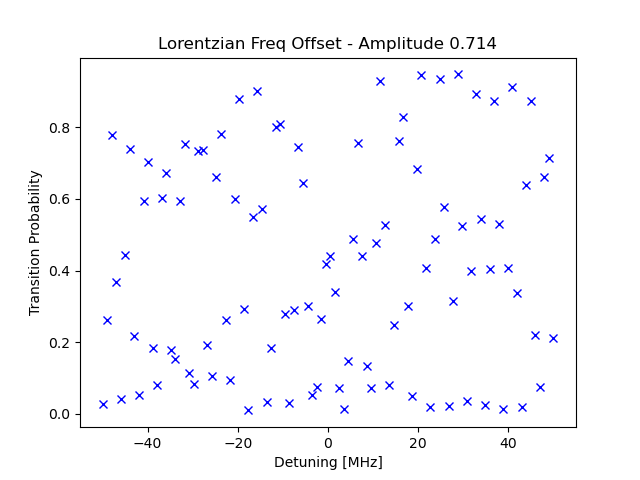 Lorentzian Freq Offset - Amplitude 0.714
Transition Probability
0.8
0.6
0.4
0.2
0.0
−40 −20 0 20 40
Detuning [MHz]